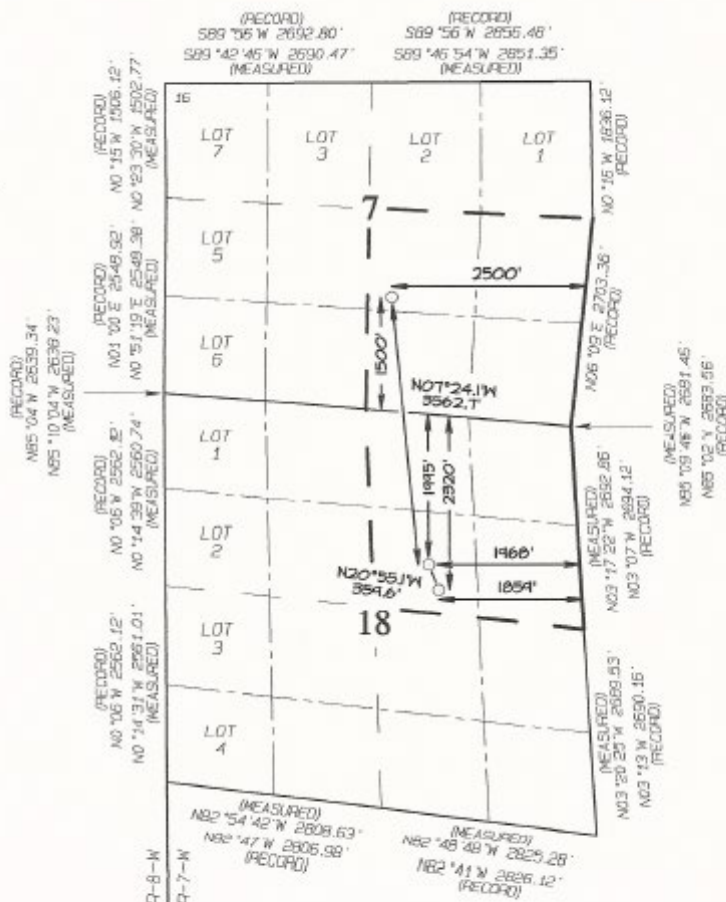 (RECORD)
S89 °56'W 2692.80'
S89 °42'46"W 2690.47'
(MEASURED)
(RECORD)
S89 °56'W 2855.46'
S89 °46'54"W 2851.35'
(MEASURED)
(RECORD)
N0 °15'W 1506.12'
N0 °23'30"W 1502.77'
(MEASURED)
16
LOT
7
LOT
3
LOT
2
LOT
1
N0 °16'W 1836.12'
(RECORD)
7
(RECORD)
N01 °00'E 2548.92'
N0 °51'19"E 2548.38'
(MEASURED)
LOT
5
2500'
N06 °09'E 2703.36'
(RECORD)
LOT
6
1500'
(RECORD)
N85 °04'W 2639.34'
N85 °10'04"W 2638.23'
(MEASURED)
N07°24.1'W
3562.7'
(MEASURED)
N85 °09'46"W 2681.45'
N85 °02'W 2683.56'
(RECORD)
(RECORD)
N0 °06'W 2562.12'
N0 °14'39"W 2560.74'
(MEASURED)
LOT
1
1995'
2320'
LOT
2
1968'
(MEASURED)
N03 °17'22"W 2692.86'
N03 °07'W 2694.12'
(RECORD)
N20°55.1'W
354.6'
1854'
18
(RECORD)
N0 °06'W 2562.12'
N0 °14'31"W 2561.01'
(MEASURED)
LOT
3
LOT
4
(MEASURED)
N03 °20'25"W 2689.53'
N03 °13'W 2690.16'
(RECORD)
(MEASURED)
N82 °54'42"W 2808.63'
N82 °47'W 2806.98'
(RECORD)
(MEASURED)
N82 °48'48"W 2825.28'
N82 °41'W 2826.12'
(RECORD)
R-8-W
R-7-W